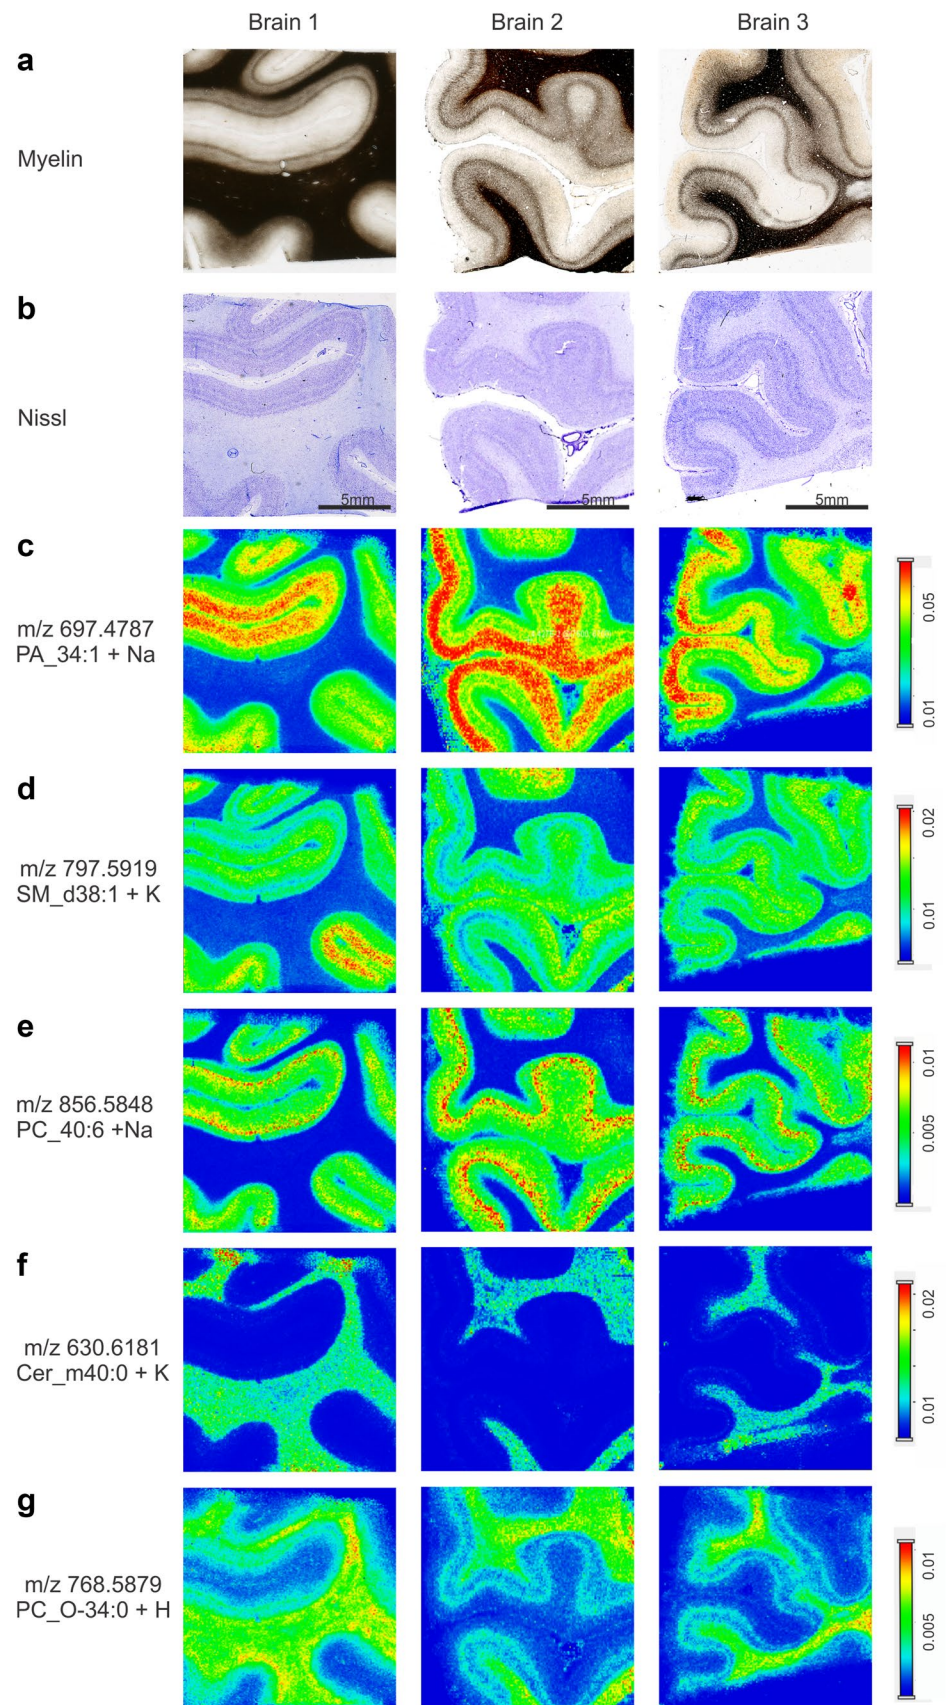 Brain 1
Brain 2
Brain 3
a
Myelin
b
Nissl
5mm
5mm
5mm
c
m/z 697.4787
PA_34:1 + Na
0.05
0.01
d
m/z 797.5919
SM_d38:1 + K
0.02
0.01
e
m/z 856.5848
PC_40:6 +Na
0.01
0.005
f
m/z 630.6181
Cer_m40:0 + K
0.02
0.01
g
m/z 768.5879
PC_O-34:0 + H
0.01
0.005